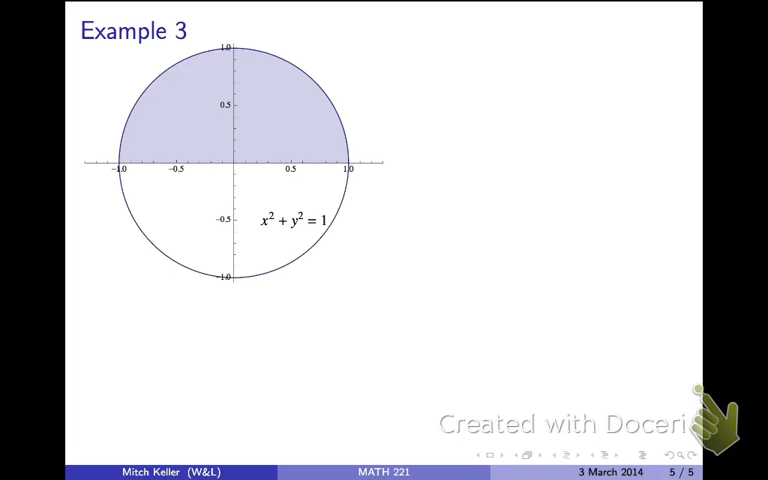 Example 3
1.0
0.5
-1.0 -0.5 0.5 1.0
-0.5
x² + y² = 1
-1.0
Created with Doceri
Mitch Keller (W&L) MATH 221 3 March 2014 5 / 5